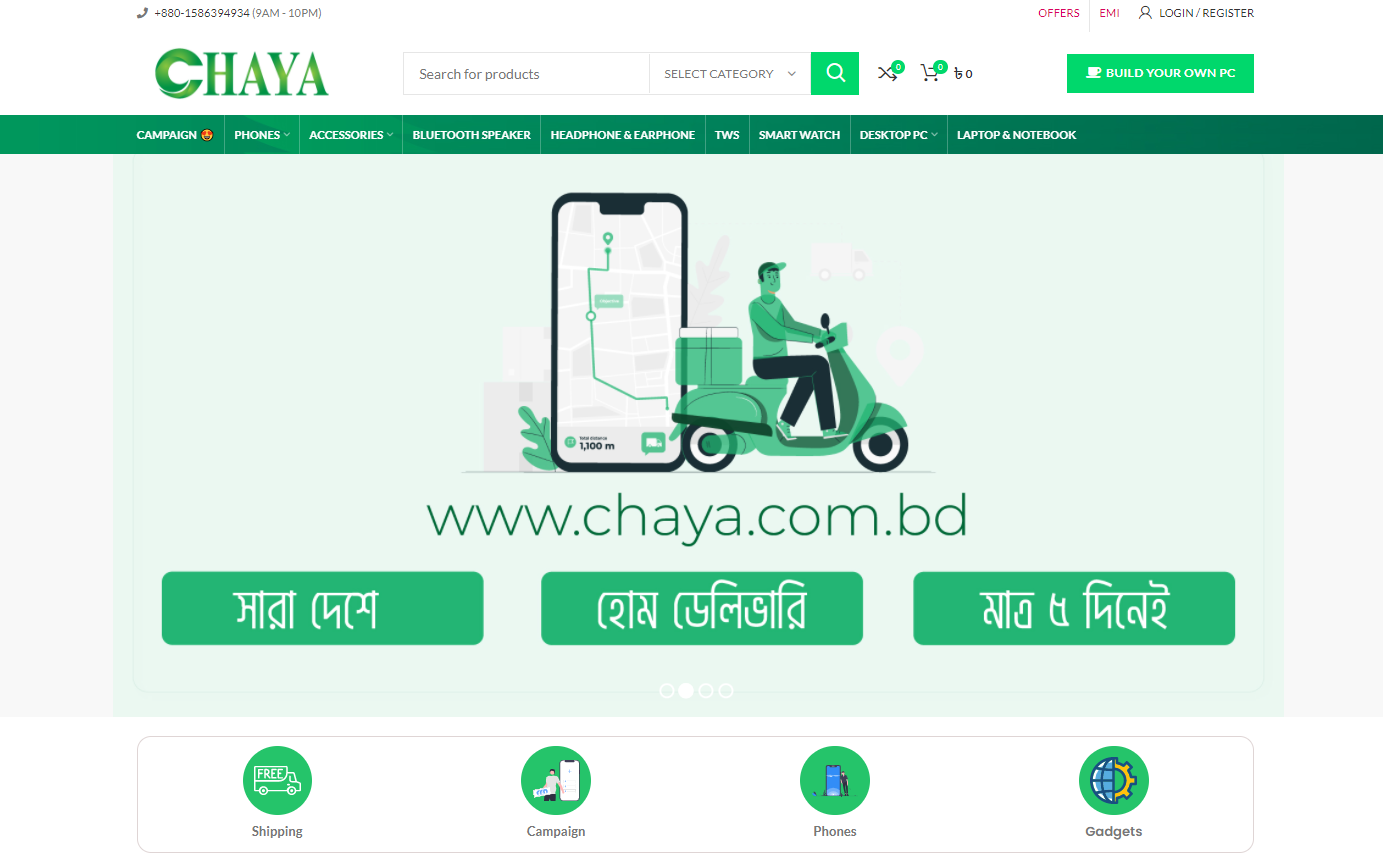 +880-1586394934 (9AM - 10PM)
OFFERS
EMI
LOGIN / REGISTER
CHAYA
Search for products
SELECT CATEGORY
0
0
৳ 0
BUILD YOUR OWN PC
CAMPAIGN 🤩
PHONES
ACCESSORIES
BLUETOOTH SPEAKER
HEADPHONE & EARPHONE
TWS
SMART WATCH
DESKTOP PC
LAPTOP & NOTEBOOK
Total distance
1,100 m
www.chaya.com.bd
সারা দেশে
হোম ডেলিভারি
মাত্র ৫ দিনেই
FREE
Shipping
Campaign
Phones
Gadgets